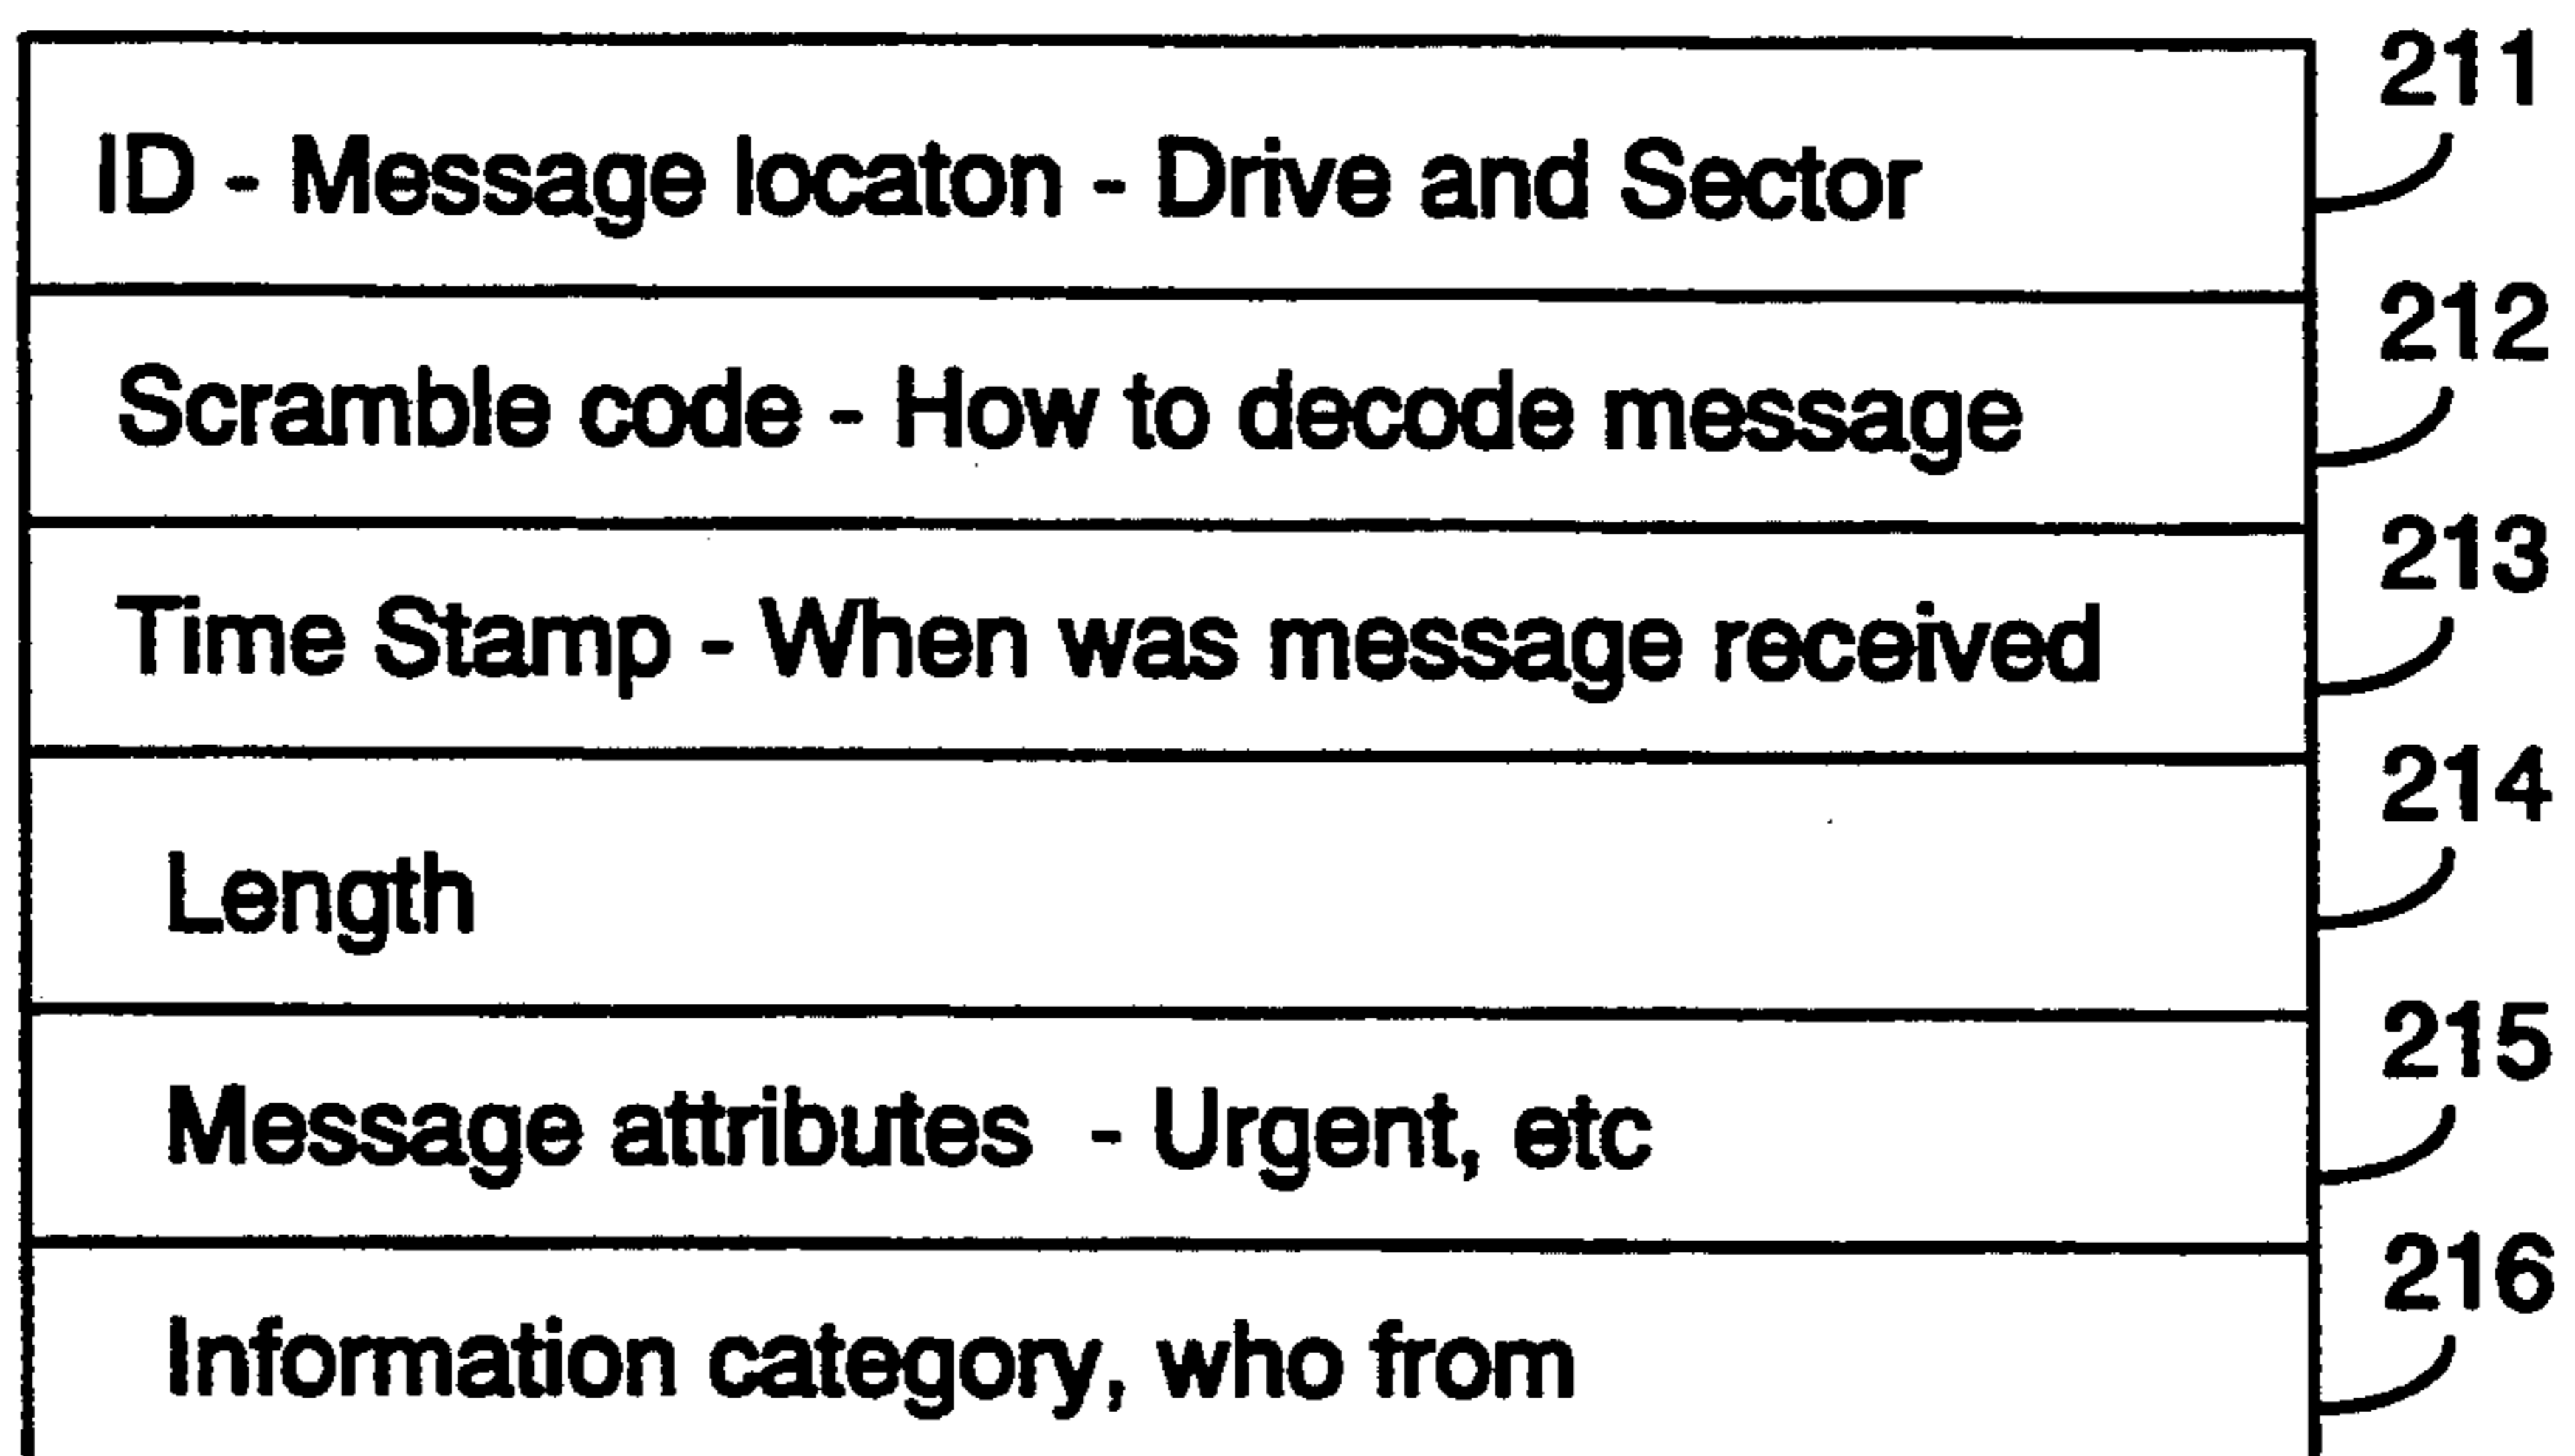 211
ID - Message locaton - Drive and Sector
212
Scramble code - How to decode message
213
Time Stamp - When was message received
214
Length
215
Message attributes - Urgent, etc
216
Information category, who from